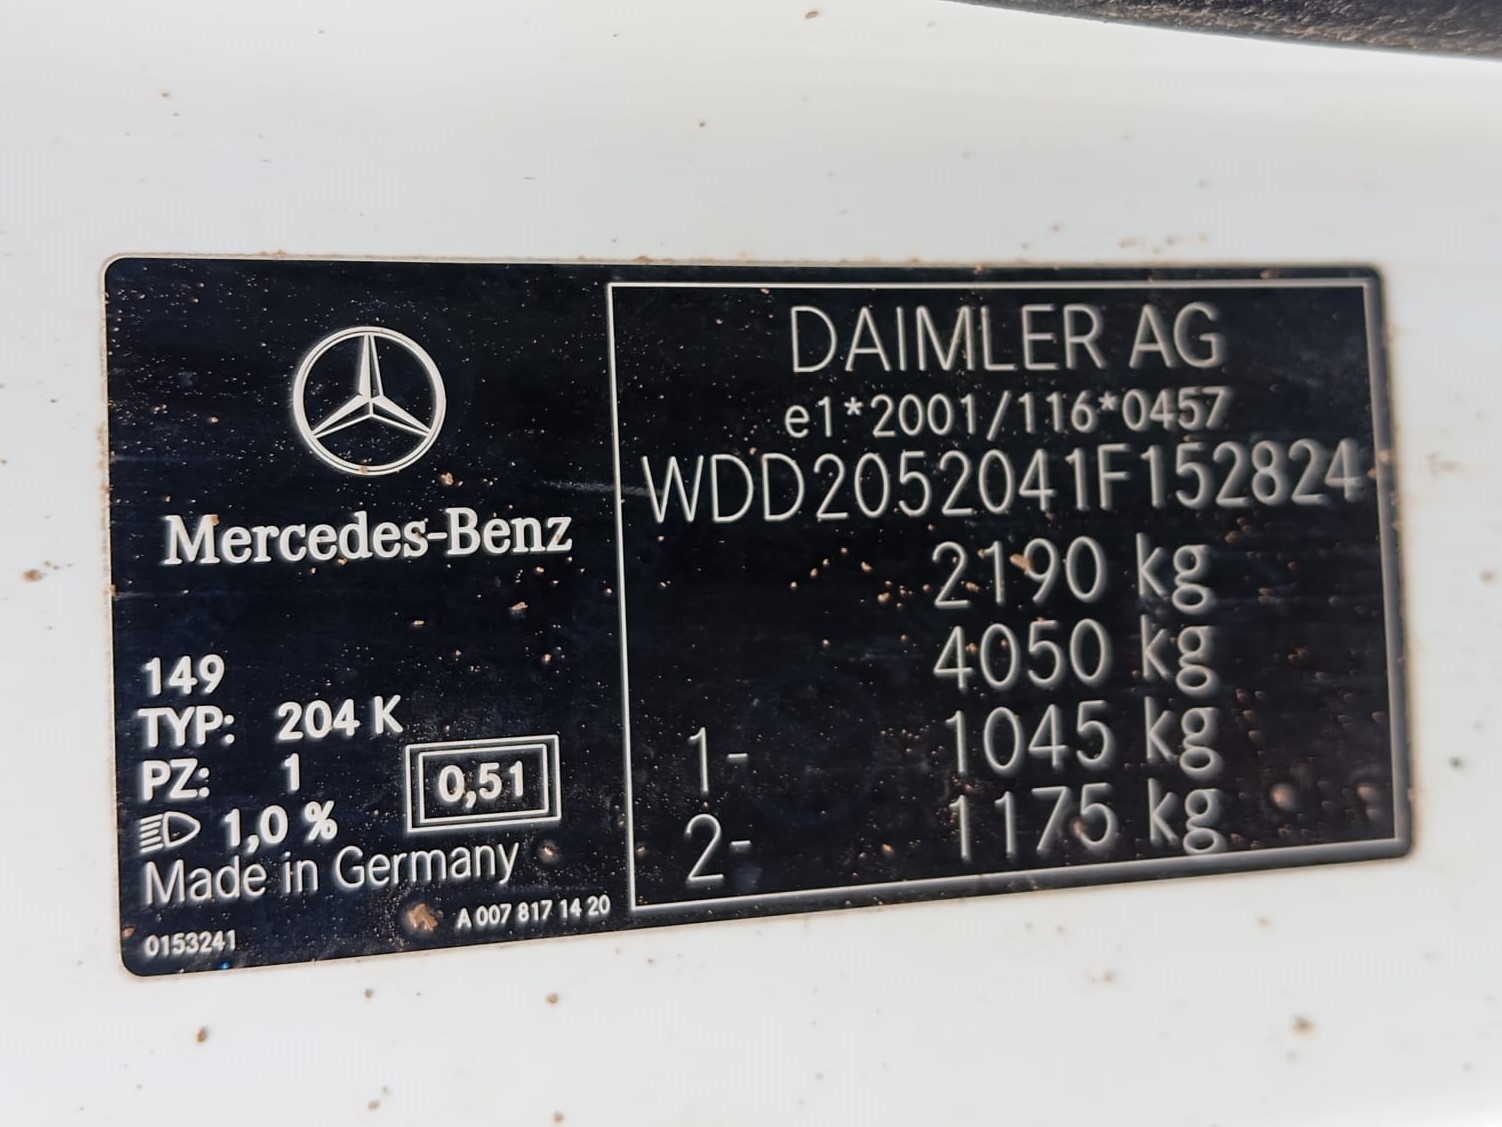 Mercedes-Benz
149
TYP: 204 K
PZ: 1
1,0 %
0,51
Made in Germany
A 007 817 14 20
0153241
DAIMLER AG
e1*2001/116*0457
WDD2052041F152824
2190 kg
4050 kg
1- 1045 kg
2- 1175 kg